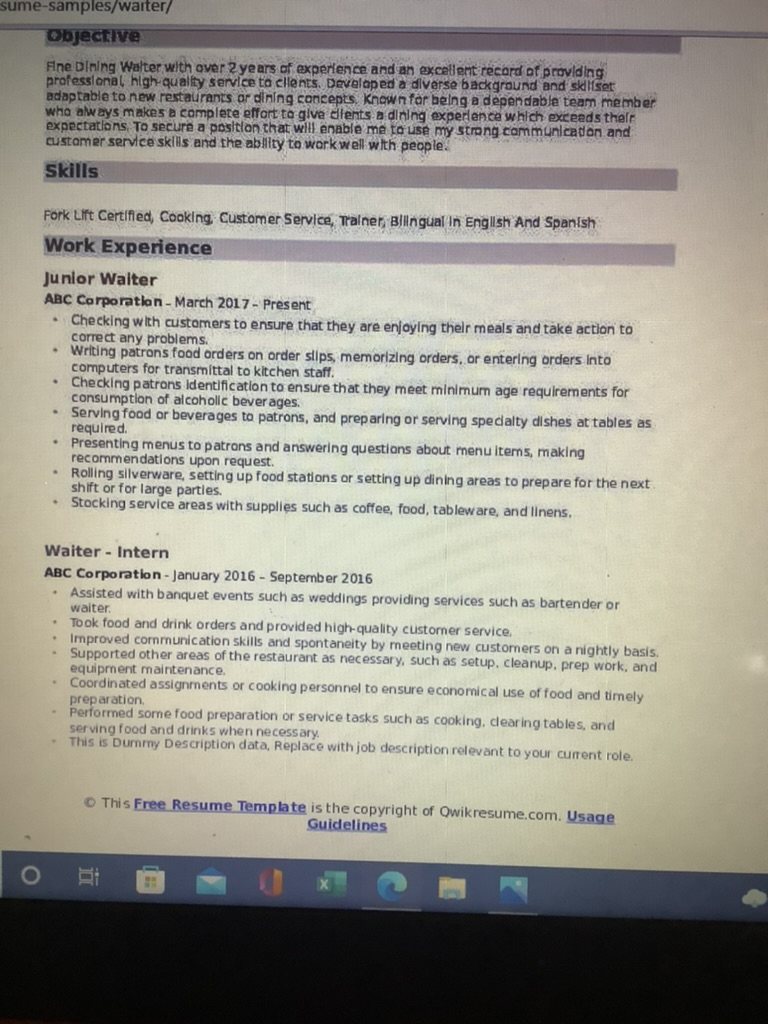 sume-samples/waiter/
Objective
Fine Dining Waiter with over 2 years of experience and an excellent record of providing
professional, high-quality service to clients. Developed a diverse background and skillset
adaptable to new restaurants or dining concepts. Known for being a dependable team member
who always makes a complete effort to give clients a dining experience which exceeds their
expectations. To secure a position that will enable me to use my strong communication and
customer service skills and the ability to work well with people.
Skills
Fork Lift Certified, Cooking, Customer Service, Trainer, Bilingual In English And Spanish
Work Experience
Junior Waiter
ABC Corporation - March 2017 – Present
• Checking with customers to ensure that they are enjoying their meals and take action to
correct any problems.
• Writing patrons food orders on order slips, memorizing orders, or entering orders into
computers for transmittal to kitchen staff.
• Checking patrons identification to ensure that they meet minimum age requirements for
consumption of alcoholic beverages.
• Serving food or beverages to patrons, and preparing or serving specialty dishes at tables as
required.
• Presenting menus to patrons and answering questions about menu items, making
recommendations upon request.
• Rolling silverware, setting up food stations or setting up dining areas to prepare for the next
shift or for large parties.
• Stocking service areas with supplies such as coffee, food, tableware, and linens.
Waiter - Intern
ABC Corporation - January 2016 – September 2016
• Assisted with banquet events such as weddings providing services such as bartender or
waiter.
• Took food and drink orders and provided high-quality customer service.
• Improved communication skills and spontaneity by meeting new customers on a nightly basis.
• Supported other areas of the restaurant as necessary, such as setup, cleanup, prep work, and
equipment maintenance.
• Coordinated assignments or cooking personnel to ensure economical use of food and timely
preparation.
• Performed some food preparation or service tasks such as cooking, clearing tables, and
serving food and drinks when necessary.
• This is Dummy Description data, Replace with job description relevant to your current role.
© This Free Resume Template is the copyright of Qwikresume.com. Usage
Guidelines